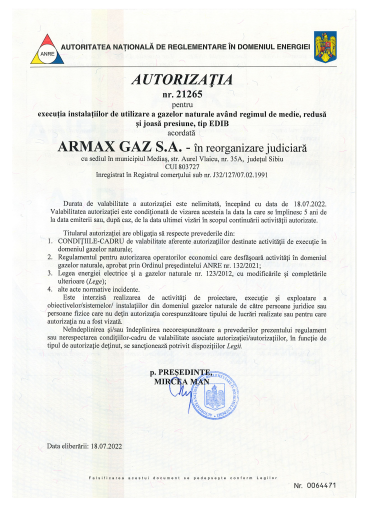 ANRE
AUTORITATEA NAȚIONALĂ DE REGLEMENTARE ÎN DOMENIUL ENERGIEI
AUTORIZAŢIA
nr. 21265
pentru
execuția instalațiilor de utilizare a gazelor naturale având regimul de medie, redusă
și joasă presiune, tip EDIB
acordată
ARMAX GAZ S.A. - în reorganizare judiciară
cu sediul în municipiul Mediaş, str. Aurel Vlaicu, nr. 35A, județul Sibiu
CUI 803727
înregistrat în Registrul comerțului sub nr. J32/127/07.02.1991
Durata de valabilitate a autorizației este nelimitată, începând cu data de 18.07.2022.
Valabilitatea autorizației este condiționată de vizarea acesteia la data la care se împlinesc 5 ani de
la data emiterii sau, după caz, de la data ultimei vizări în scopul continuării activității autorizate.
Titularul autorizației are obligația să respecte prevederile din:
1. CONDIȚIILE-CADRU de valabilitate aferente autorizațiilor destinate activității de execuție în
domeniul gazelor naturale;
2. Regulamentul pentru autorizarea operatorilor economici care desfășoară activități în domeniul
gazelor naturale, aprobat prin Ordinul președintelui ANRE nr. 132/2021;
3. Legea energiei electrice și a gazelor naturale nr. 123/2012, cu modificările și completările
ulterioare (Lege);
4. alte acte normative incidente.
Este interzisă realizarea de activități de proiectare, execuție și exploatare a
obiectivelor/sistemelor/ instalațiilor din domeniul gazelor naturale de către persoane juridice sau
persoane fizice care nu dețin autorizația corespunzătoare tipului de lucrări realizate sau pentru care
autorizația nu a fost vizată.
Neîndeplinirea și/sau îndeplinirea necorespunzătoare a prevederilor prezentului regulament
sau nerespectarea condițiilor-cadru de valabilitate asociate autorizației/autorizațiilor, în funcție de
tipul de autorizație deținut, se sancționează potrivit dispozițiilor Legii.
p. PREȘEDINTE,
MIRCEA MAN
Data eliberării: 18.07.2022
Falsificarea acestui document se pedepsește conform Legilor
Nr. 0064471